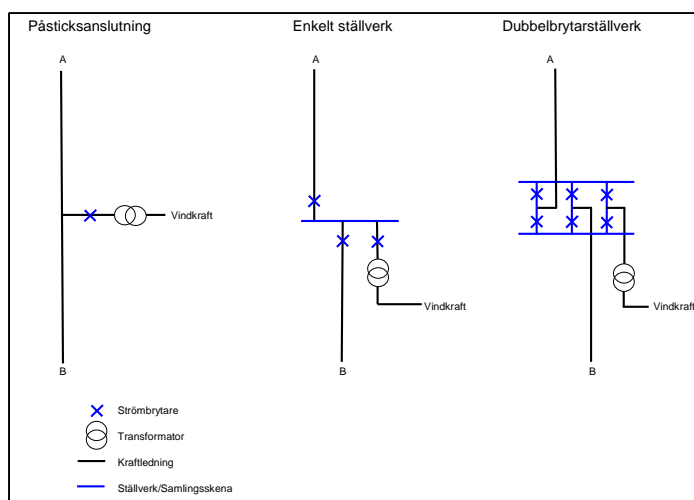 Påsticksanslutning
Enkelt ställverk
Dubbelbrytarställverk
A
A
A
Vindkraft
Vindkraft
Vindkraft
B
B
B
Strömbrytare
Transformator
Kraftledning
Ställverk/Samlingsskena